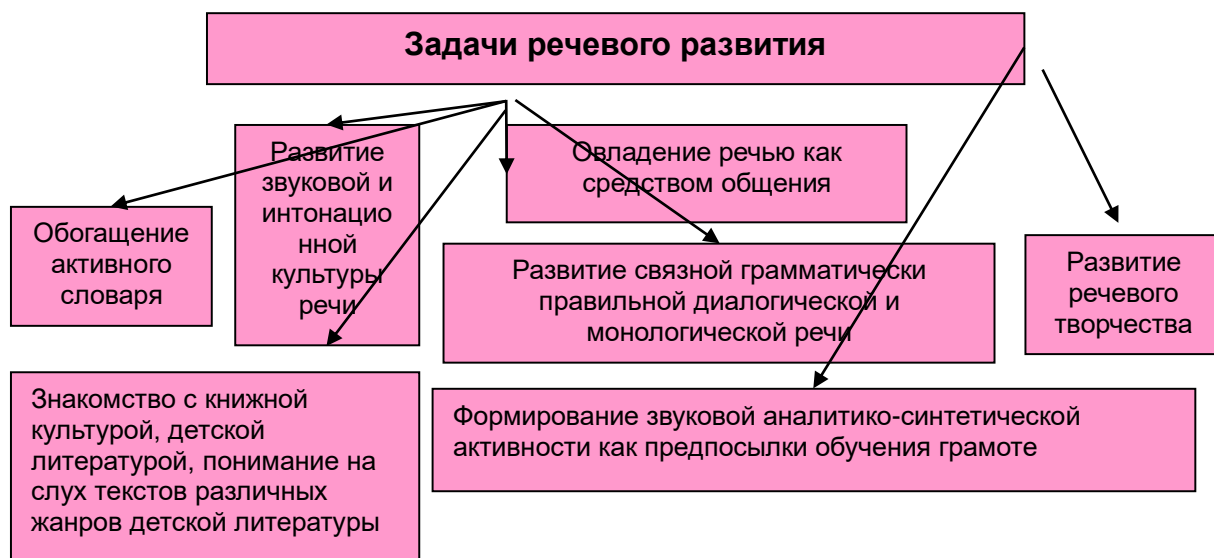 Задачи речевого развития
Развитие
звуковой и
интонацио
нной
культуры
речи
Овладение речью как
средством общения
Обогащение
активного
словаря
Развитие связной грамматически
правильной диалогической и
монологической речи
Развитие
речевого
творчества
Знакомство с книжной
культурой, детской
литературой, понимание на
слух текстов различных
жанров детской литературы
Формирование звуковой аналитико-синтетической
активности как предпосылки обучения грамоте